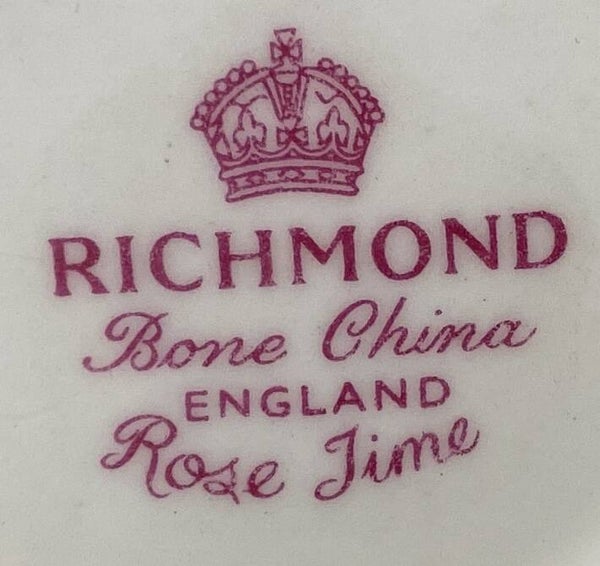 RICHMOND
Bone China
ENGLAND
Rose Time